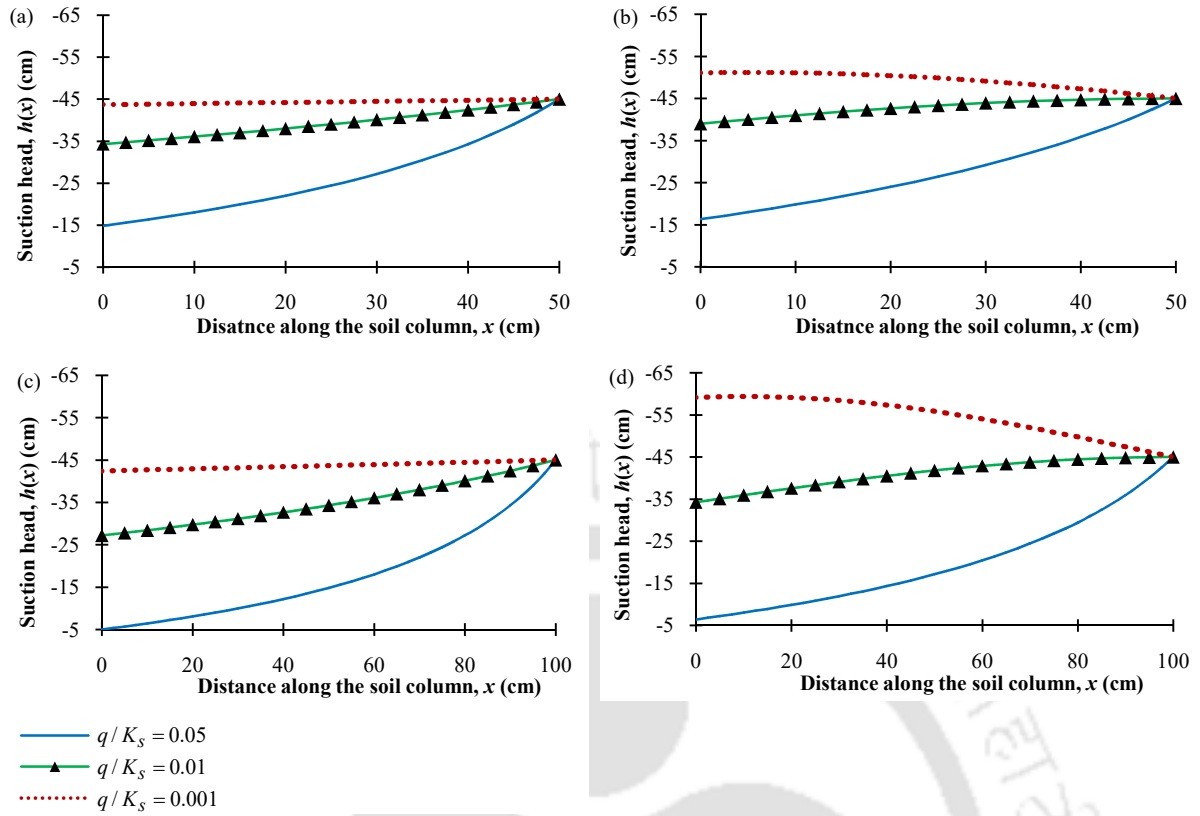 (a)
Suction head, h(x) (cm)
-65
-55
-45
-35
-25
-15
-5
0 10 20 30 40 50
Disatnce along the soil column, x (cm)
(b)
Suction head, h(x) (cm)
-65
-55
-45
-35
-25
-15
-5
0 10 20 30 40 50
Disatnce along the soil column, x (cm)
(c)
Suction head, h(x) (cm)
-65
-55
-45
-35
-25
-15
-5
0 20 40 60 80 100
Distance along the soil column, x (cm)
(d)
Suction head, h(x) (cm)
-65
-55
-45
-35
-25
-15
-5
0 20 40 60 80 100
Distance along the soil column, x (cm)
q / K_s = 0.05
q / K_s = 0.01
q / K_s = 0.001